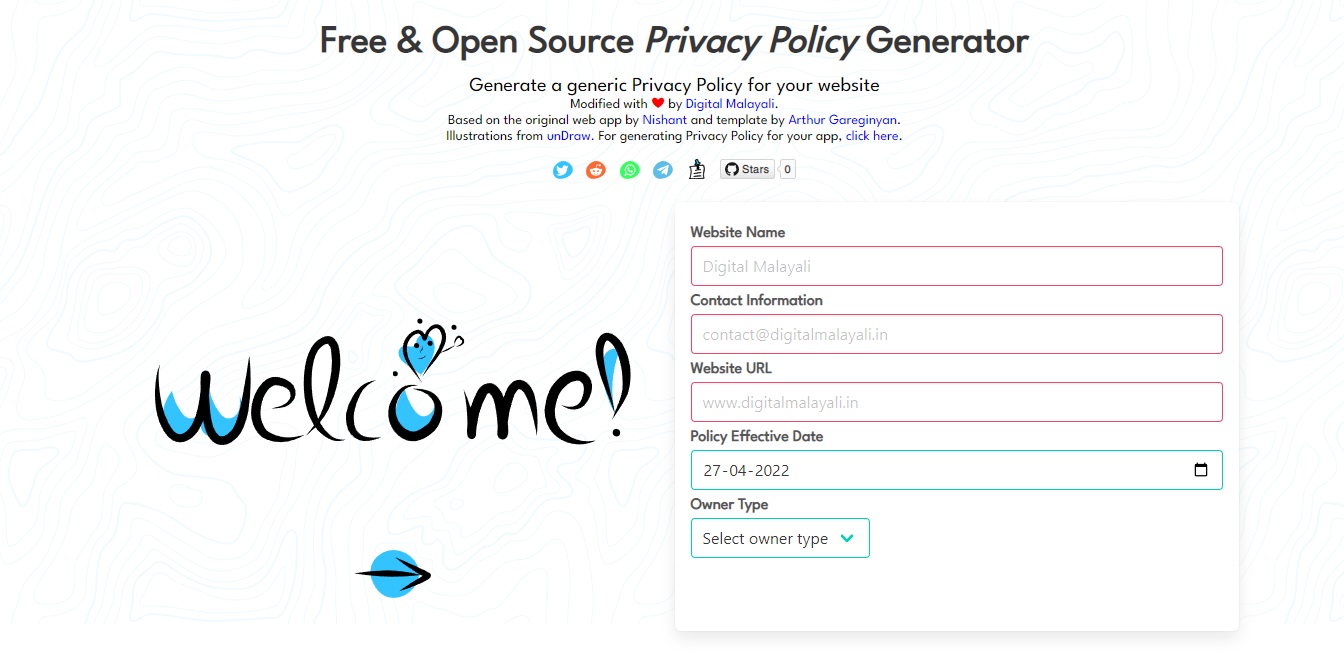 Free & Open Source Privacy Policy Generator
Generate a generic Privacy Policy for your website
Modified with ❤ by Digital Malayali.
Based on the original web app by Nishant and template by Arthur Gareginyan.
Illustrations from unDraw. For generating Privacy Policy for your app, click here.
Stars 0
welcome!
Website Name
Digital Malayali
Contact Information
contact@digitalmalayali.in
Website URL
www.digitalmalayali.in
Policy Effective Date
27-04-2022
Owner Type
Select owner type